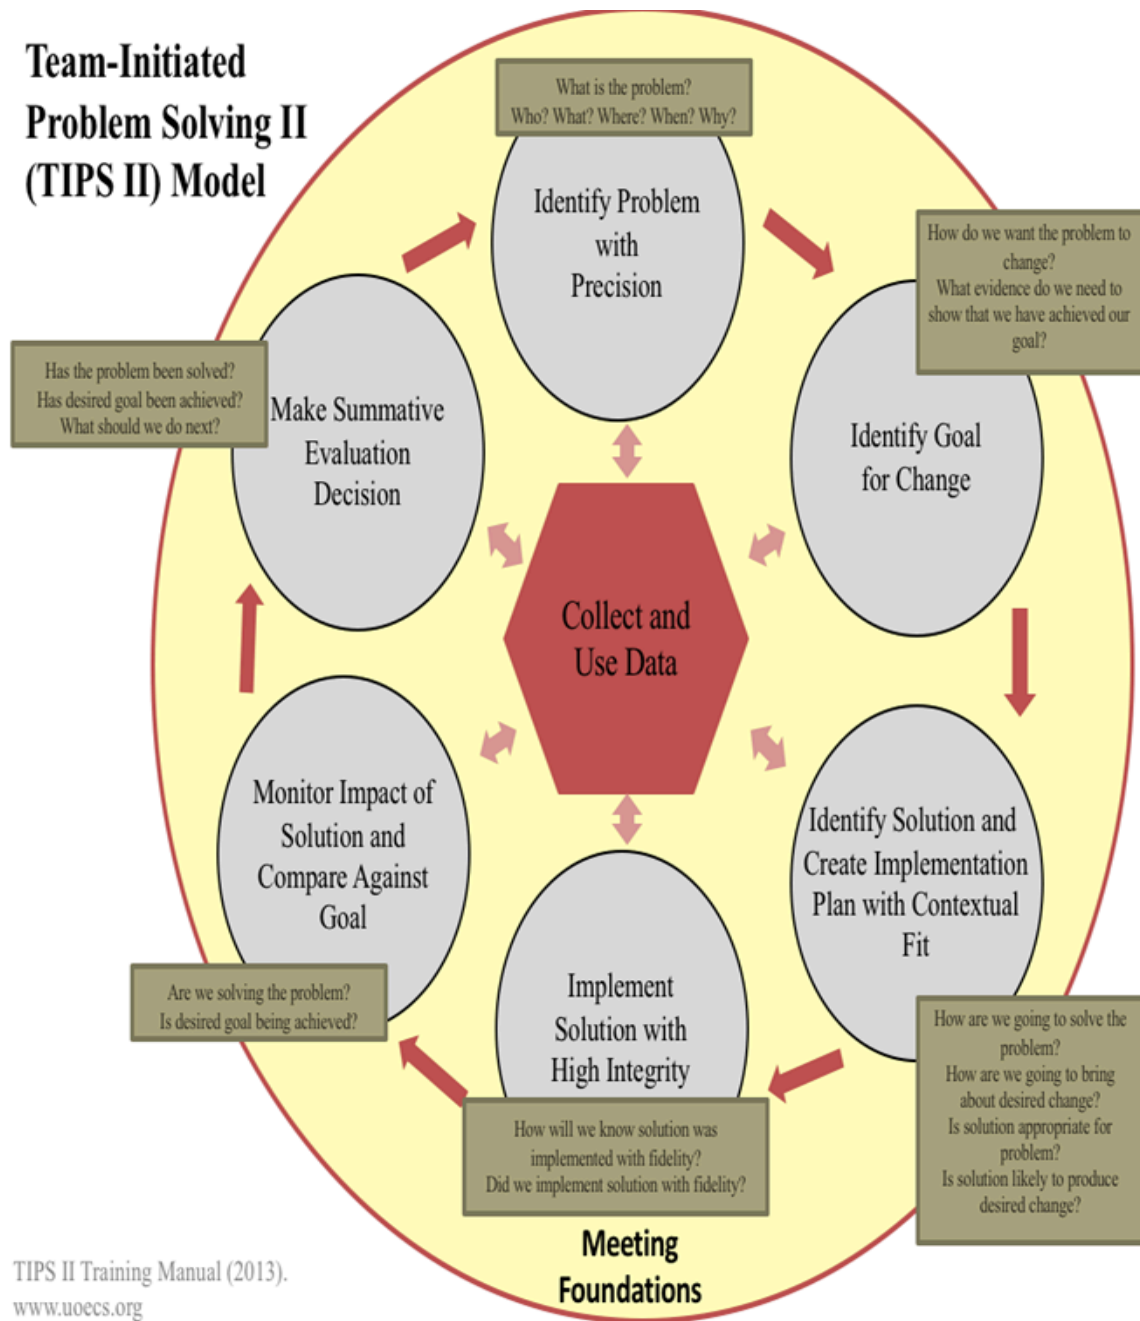 Team-Initiated
Problem Solving II
(TIPS II) Model
What is the problem?
Who? What? Where? When? Why?
Identify Problem
with
Precision
How do we want the problem to
change?
What evidence do we need to
show that we have achieved our
goal?
Identify Goal
for Change
Has the problem been solved?
Has desired goal been achieved?
What should we do next?
Make Summative
Evaluation
Decision
Collect and
Use Data
Monitor Impact of
Solution and
Compare Against
Goal
Are we solving the problem?
Is desired goal being achieved?
Identify Solution and
Create Implementation
Plan with Contextual
Fit
How are we going to solve the
problem?
How are we going to bring
about desired change?
Is solution appropriate for
problem?
Is solution likely to produce
desired change?
Implement
Solution with
High Integrity
How will we know solution was
implemented with fidelity?
Did we implement solution with fidelity?
Meeting
Foundations
TIPS II Training Manual (2013).
www.uoecs.org